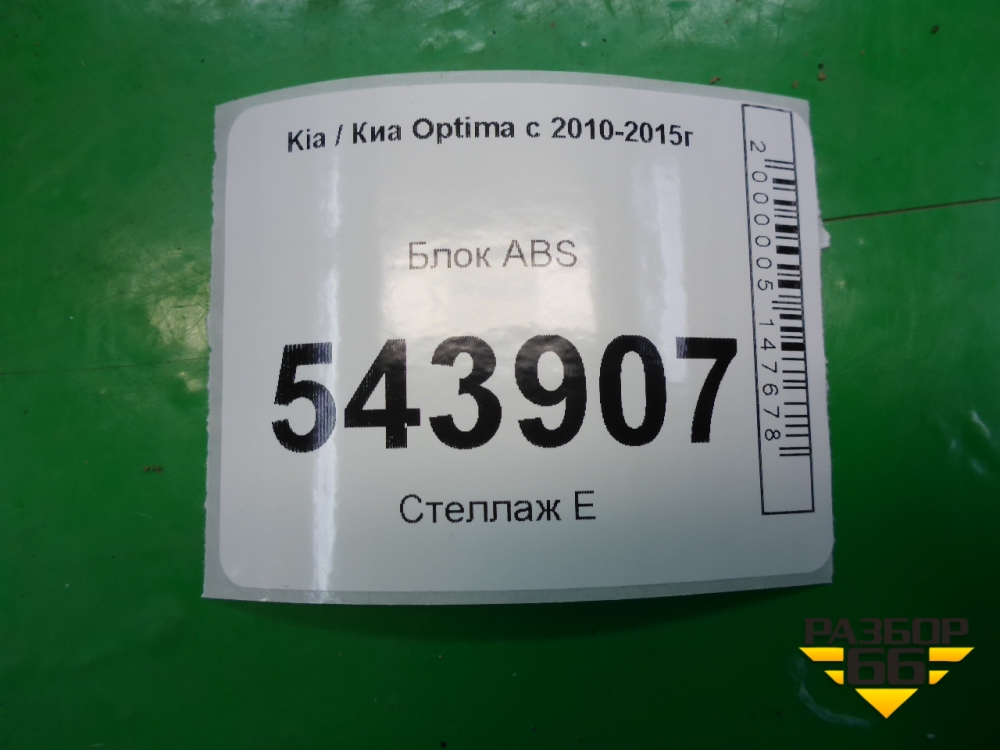 Kia / Киа Optima с 2010-2015г
Блок ABS
543907
Стеллаж Е
2000005147678
РАЗБОР
66